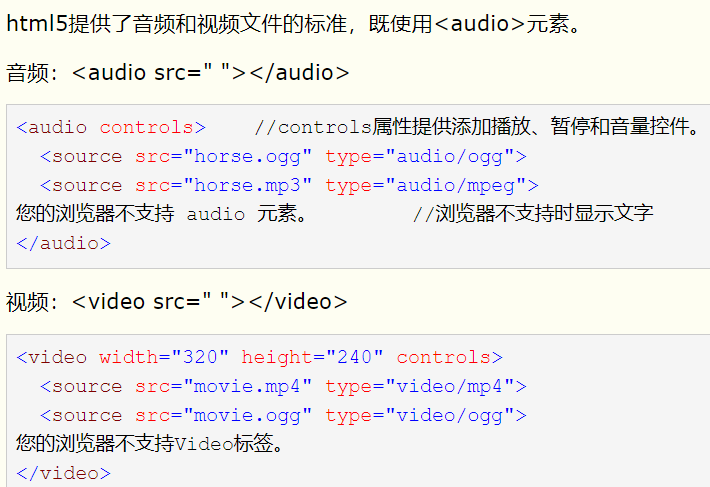 html5提供了音频和视频文件的标准，既使用<audio>元素。
音频：<audio src=" "></audio>
<audio controls>    //controls属性提供添加播放、暂停和音量控件。
  <source src="horse.ogg" type="audio/ogg">
  <source src="horse.mp3" type="audio/mpeg">
您的浏览器不支持 audio 元素。        //浏览器不支持时显示文字
</audio>
视频：<video src=" "></video>
<video width="320" height="240" controls>
  <source src="movie.mp4" type="video/mp4">
  <source src="movie.ogg" type="video/ogg">
您的浏览器不支持Video标签。
</video>